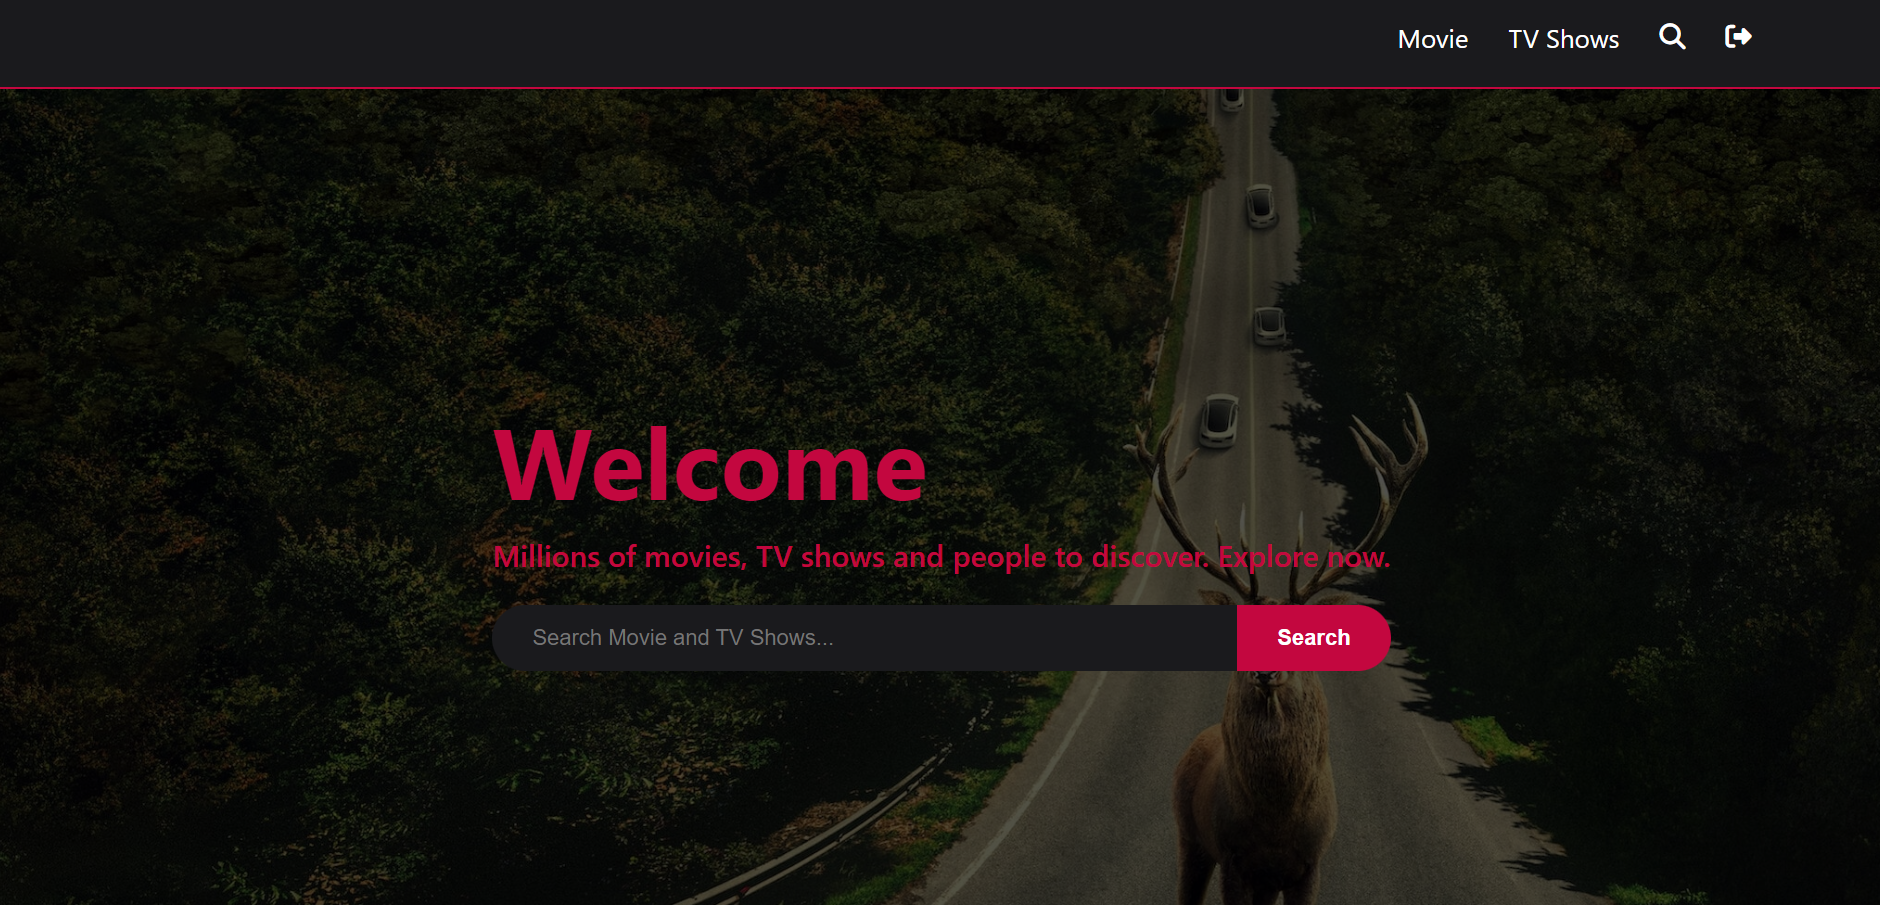 Movie TV Shows
Welcome
Millions of movies, TV shows and people to discover. Explore now.
Search Movie and TV Shows... Search